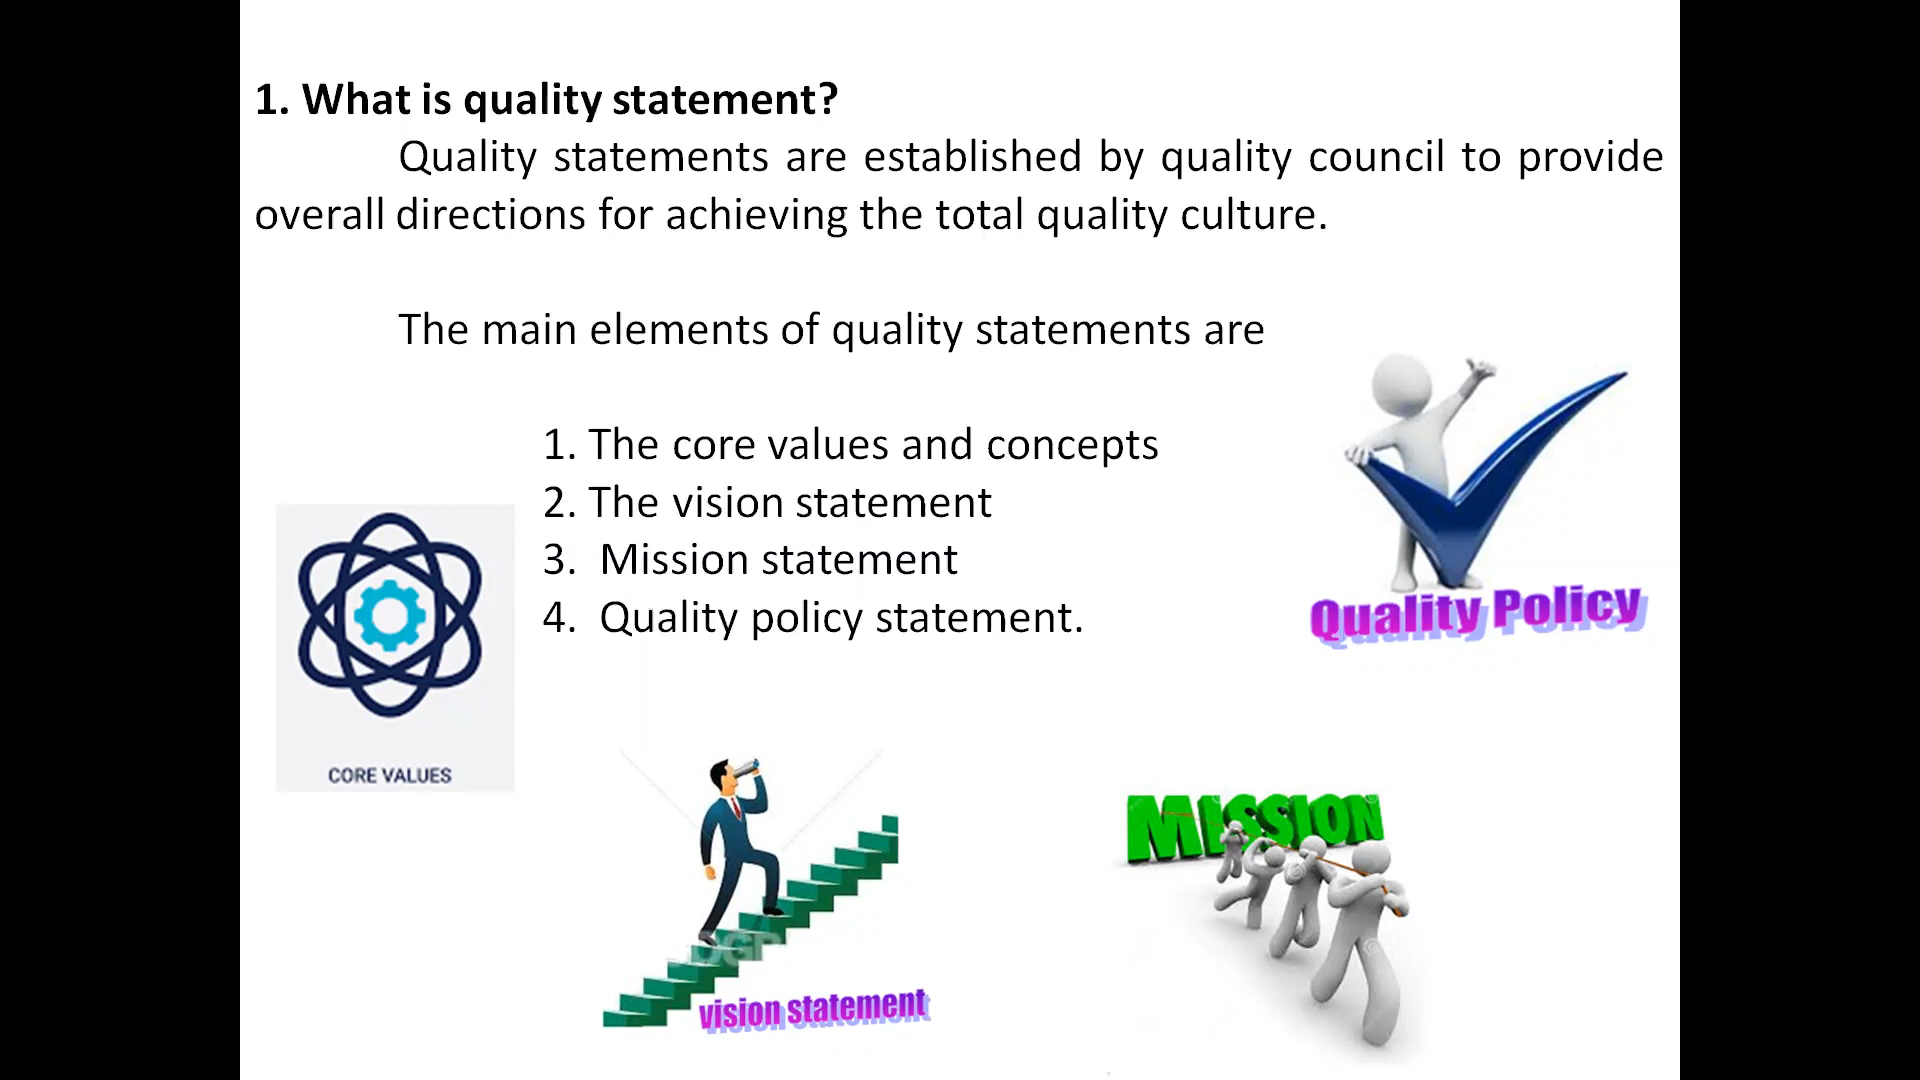 1. What is quality statement?
Quality statements are established by quality council to provide
overall directions for achieving the total quality culture.
The main elements of quality statements are
1. The core values and concepts
2. The vision statement
3. Mission statement
4. Quality policy statement.
Quality Policy
CORE VALUES
MISSION
vision statement